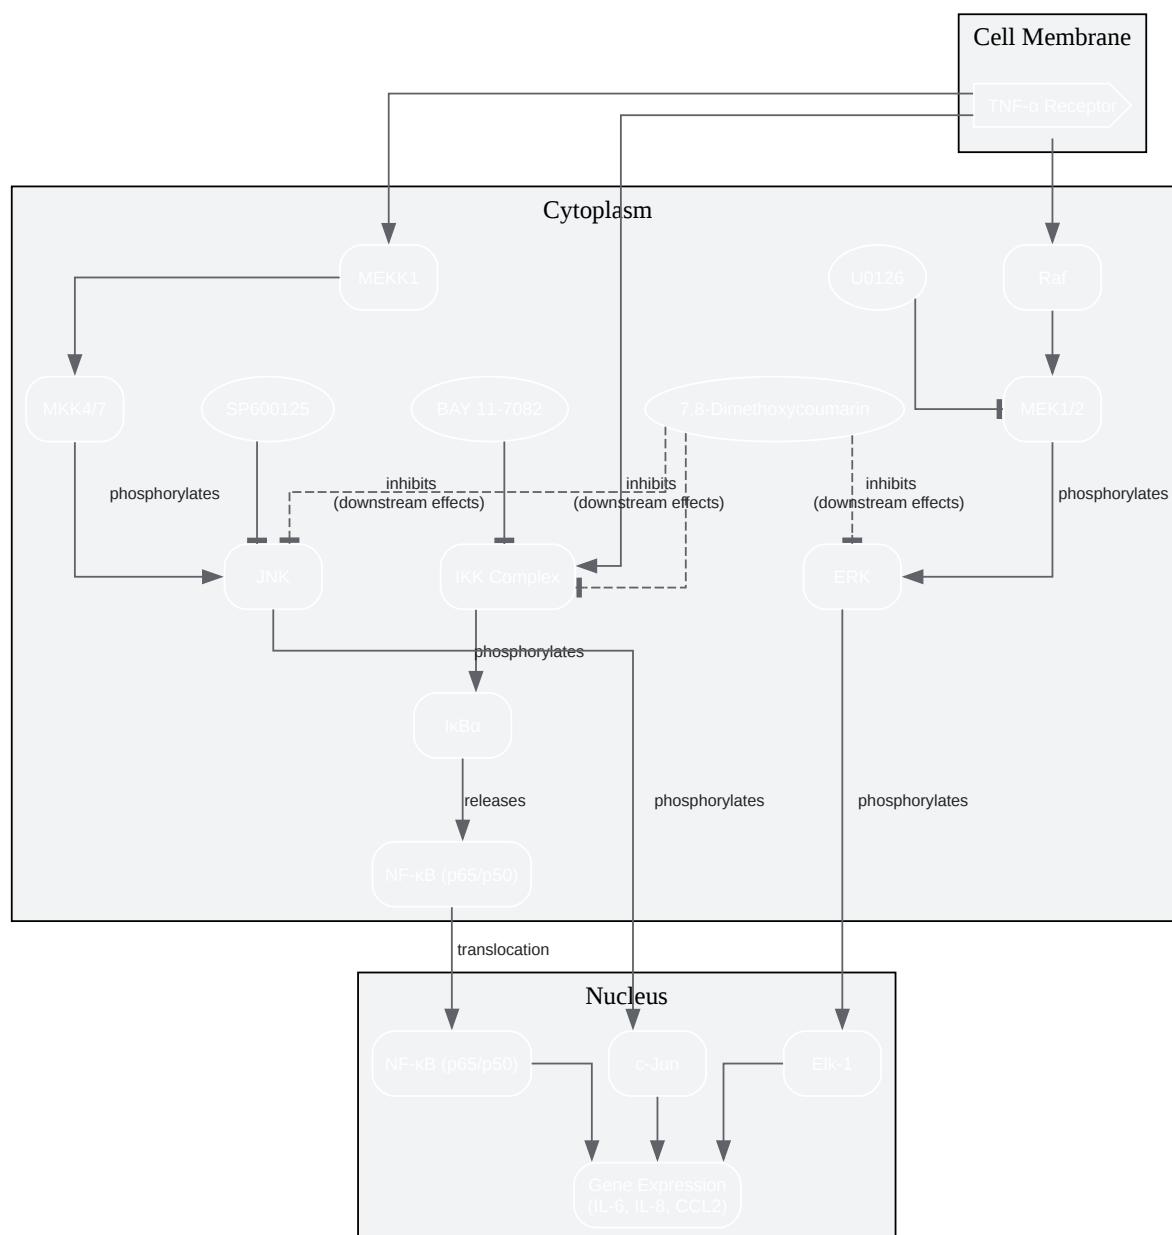 Cell Membrane
TNF-α Receptor
Cytoplasm
MEKK1
U0126
Raf
MKK4/7
SP600125
BAY 11-7082
7,8-Dimethoxycoumarin
MEK1/2
phosphorylates
inhibits
(downstream effects)
inhibits
(downstream effects)
inhibits
(downstream effects)
phosphorylates
JNK
IKK Complex
ERK
phosphorylates
IκBα
releases
phosphorylates
phosphorylates
NF-κB (p65/p50)
translocation
Nucleus
NF-κB (p65/p50)
c-Jun
Elk-1
Gene Expression
(IL-6, IL-8, CCL2)